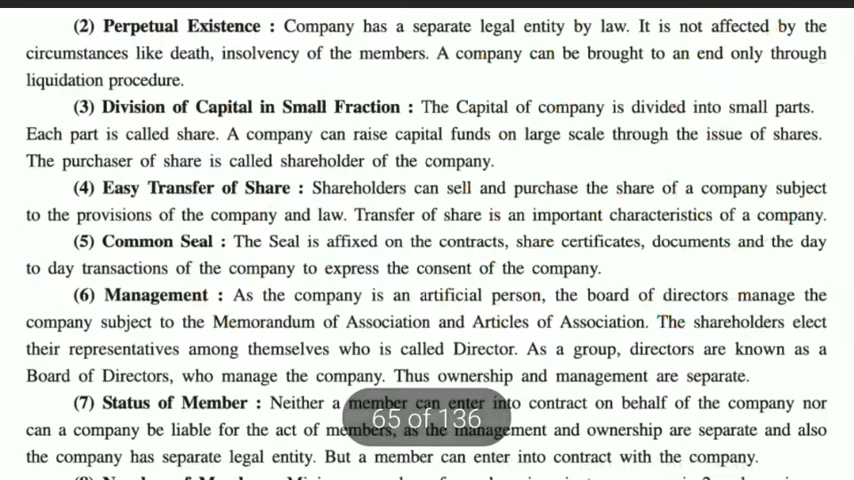 (2) Perpetual Existence : Company has a separate legal entity by law. It is not affected by the
circumstances like death, insolvency of the members. A company can be brought to an end only through
liquidation procedure.
(3) Division of Capital in Small Fraction : The Capital of company is divided into small parts.
Each part is called share. A company can raise capital funds on large scale through the issue of shares.
The purchaser of share is called shareholder of the company.
(4) Easy Transfer of Share : Shareholders can sell and purchase the share of a company subject
to the provisions of the company and law. Transfer of share is an important characteristics of a company.
(5) Common Seal : The Seal is affixed on the contracts, share certificates, documents and the day
to day transactions of the company to express the consent of the company.
(6) Management : As the company is an artificial person, the board of directors manage the
company subject to the Memorandum of Association and Articles of Association. The shareholders elect
their representatives among themselves who is called Director. As a group, directors are known as a
Board of Directors, who manage the company. Thus ownership and management are separate.
(7) Status of Member : Neither a member can enter into contract on behalf of the company nor
65 of 136
can a company be liable for the act of members, as the management and ownership are separate and also
the company has separate legal entity. But a member can enter into contract with the company.